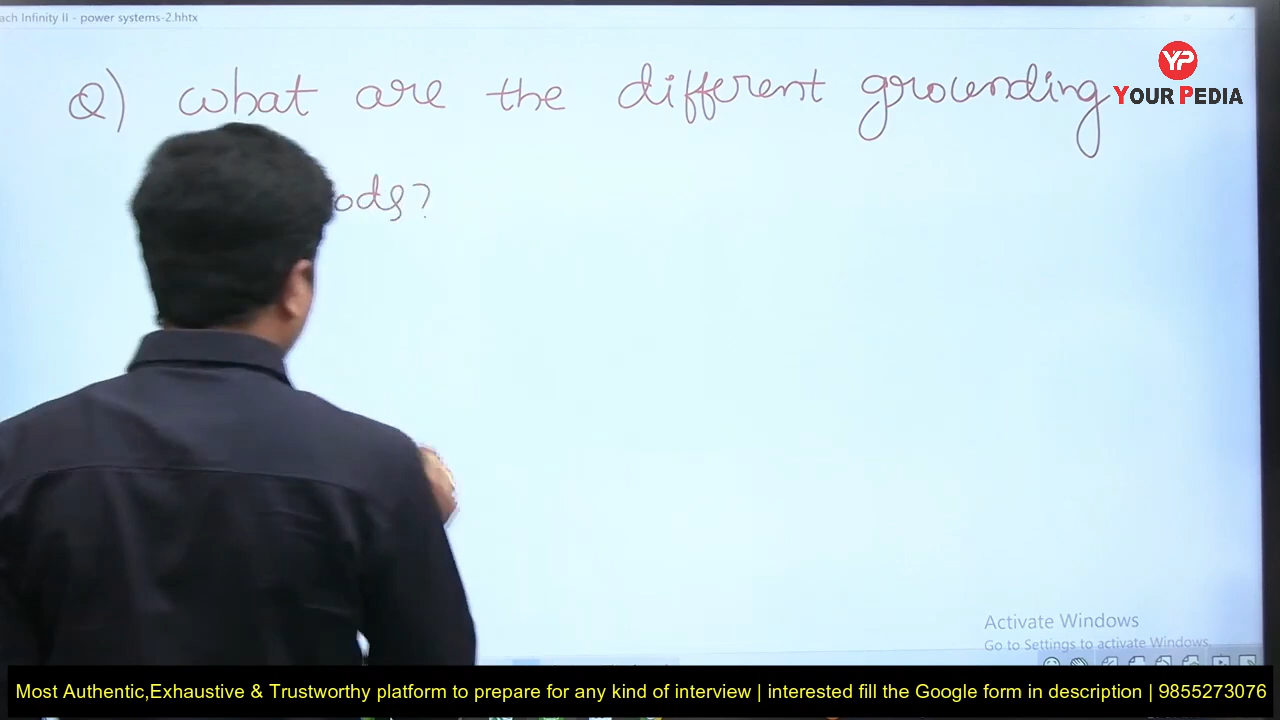 ach Infinity II - power systems-2.hhtx
YP
YOUR PEDIA
Q) what are the different grounding
ods?
Activate Windows
Go to Settings to activate Windows.
Most Authentic,Exhaustive & Trustworthy platform to prepare for any kind of interview | interested fill the Google form in description | 9855273076